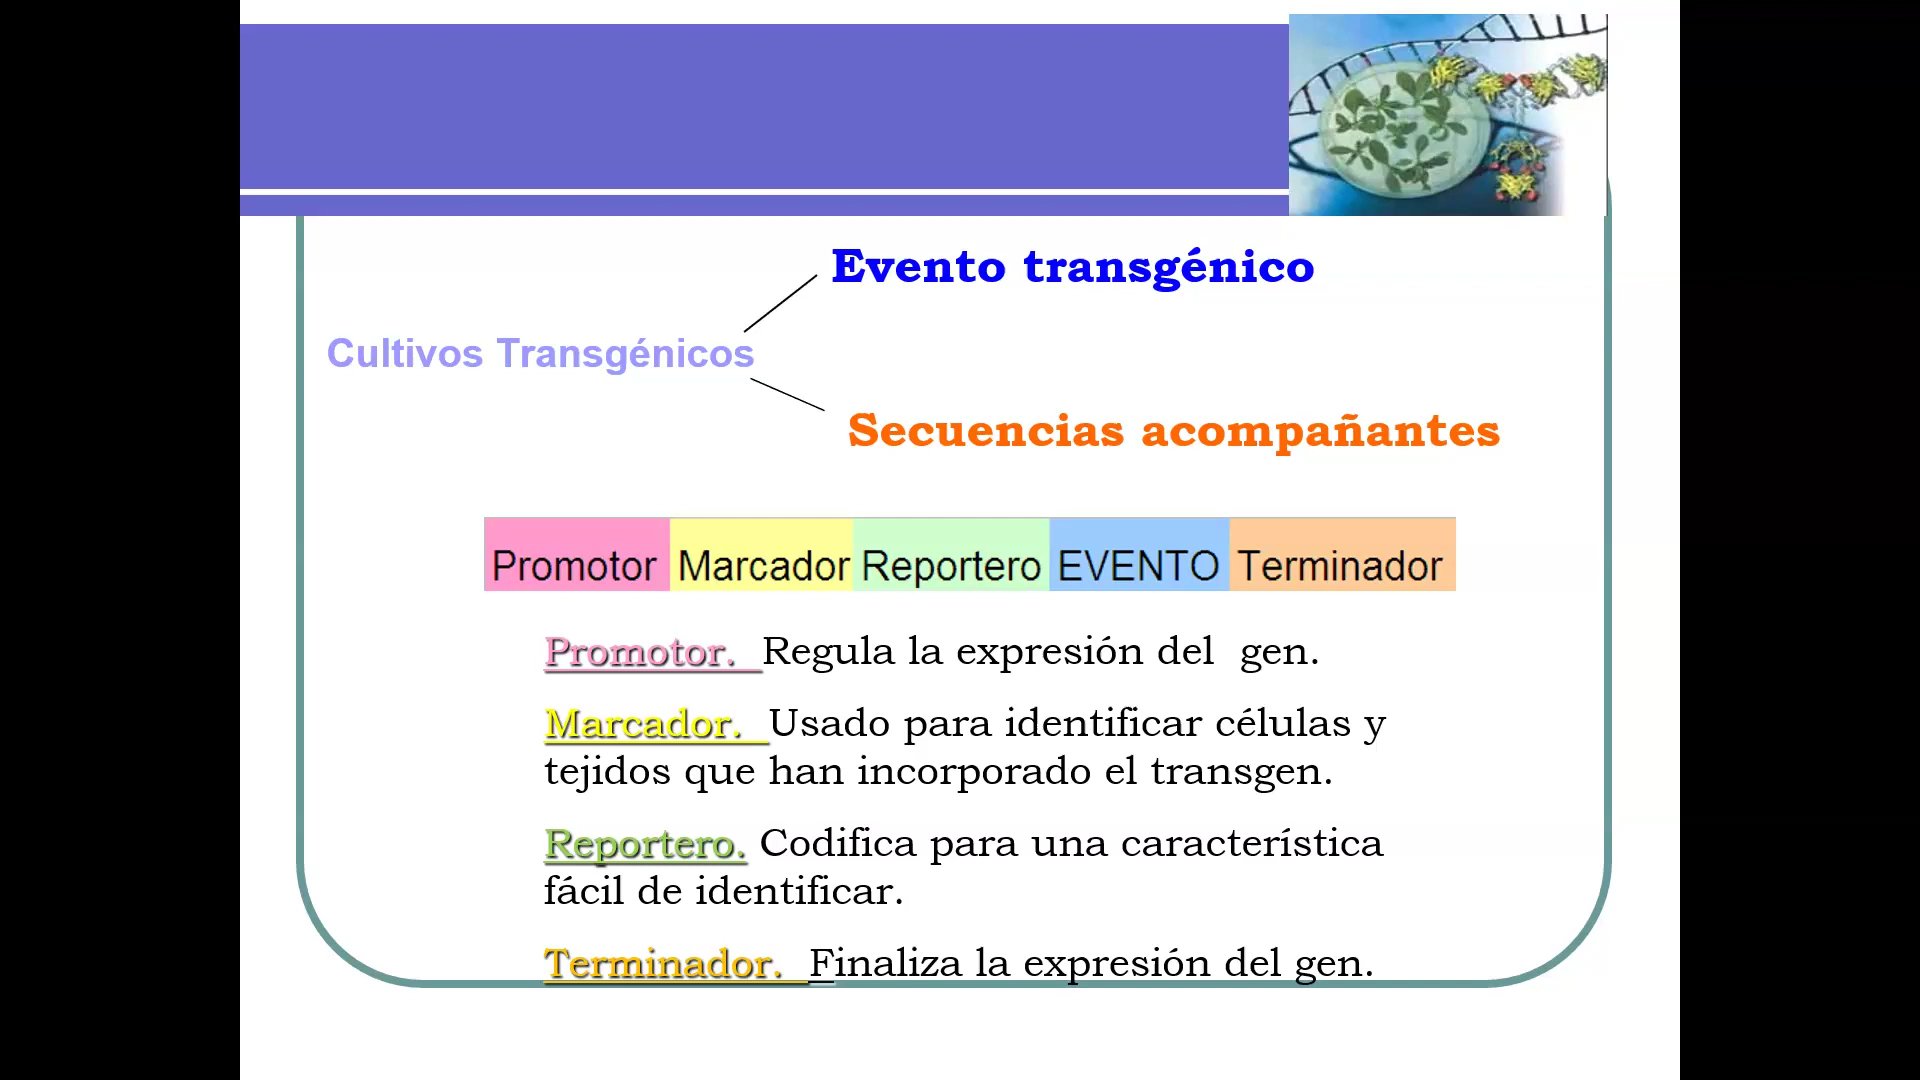 Evento transgénico
Cultivos Transgénicos
Secuencias acompañantes
Promotor Marcador Reportero EVENTO Terminador
Promotor. Regula la expresión del gen.
Marcador. Usado para identificar células y
tejidos que han incorporado el transgen.
Reportero. Codifica para una característica
fácil de identificar.
Terminador. Finaliza la expresión del gen.